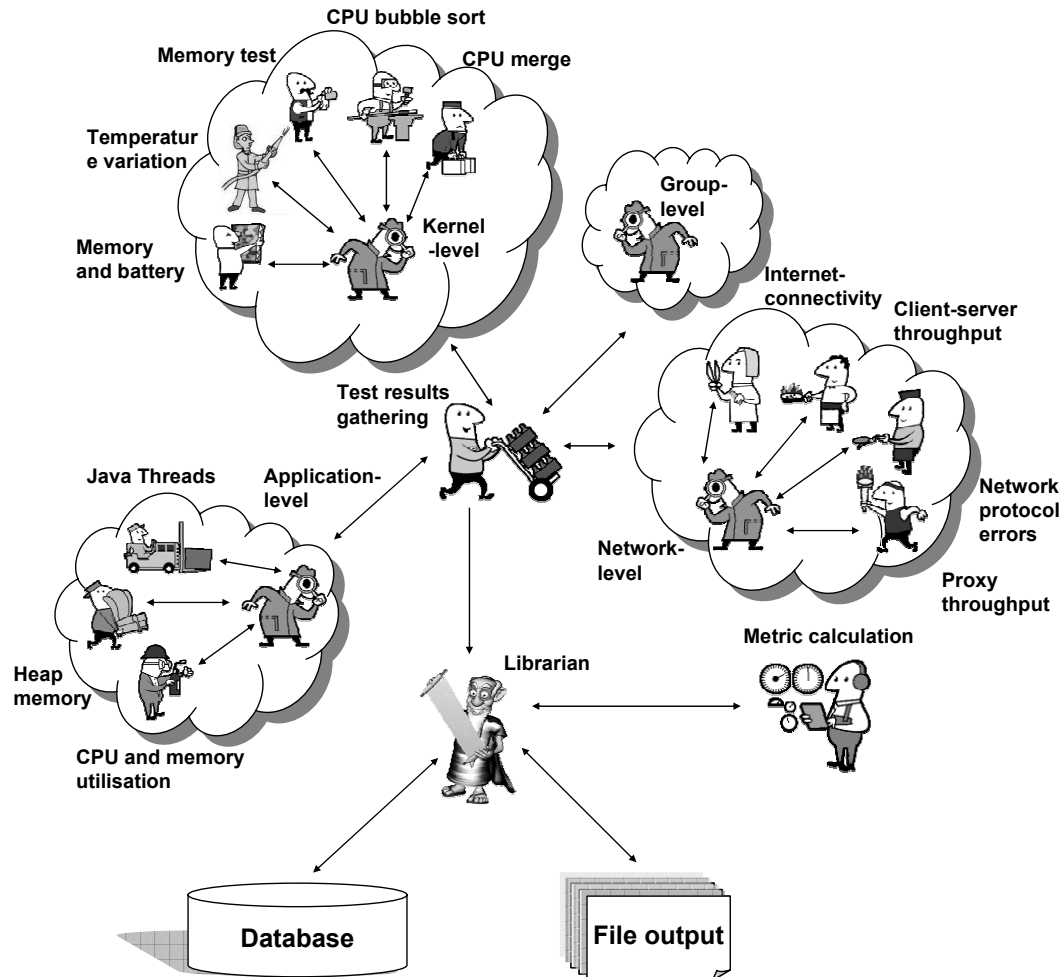 CPU bubble sort
Memory test
CPU merge
Temperatur
e variation
Memory
and battery
Kernel
-level
Group-
level
Internet-
connectivity
Client-server
throughput
Test results
gathering
Java Threads
Application-
level
Network
protocol
errors
Network-
level
Proxy
throughput
Heap
memory
Librarian
Metric calculation
CPU and memory
utilisation
Database
File output